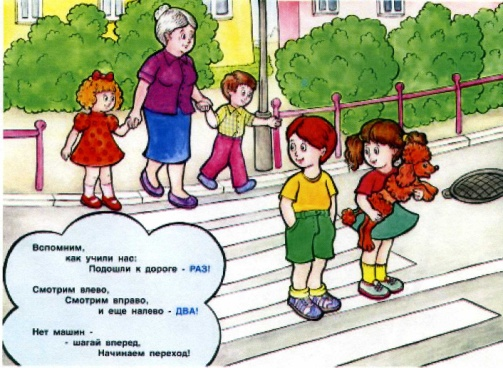 Вспомним,
как учили нас:
Подошли к дороге - РАЗ!
Смотрим влево,
Смотрим вправо,
и еще налево - ДВА!
Нет машин -
- шагай вперед,
Начинаем переход!